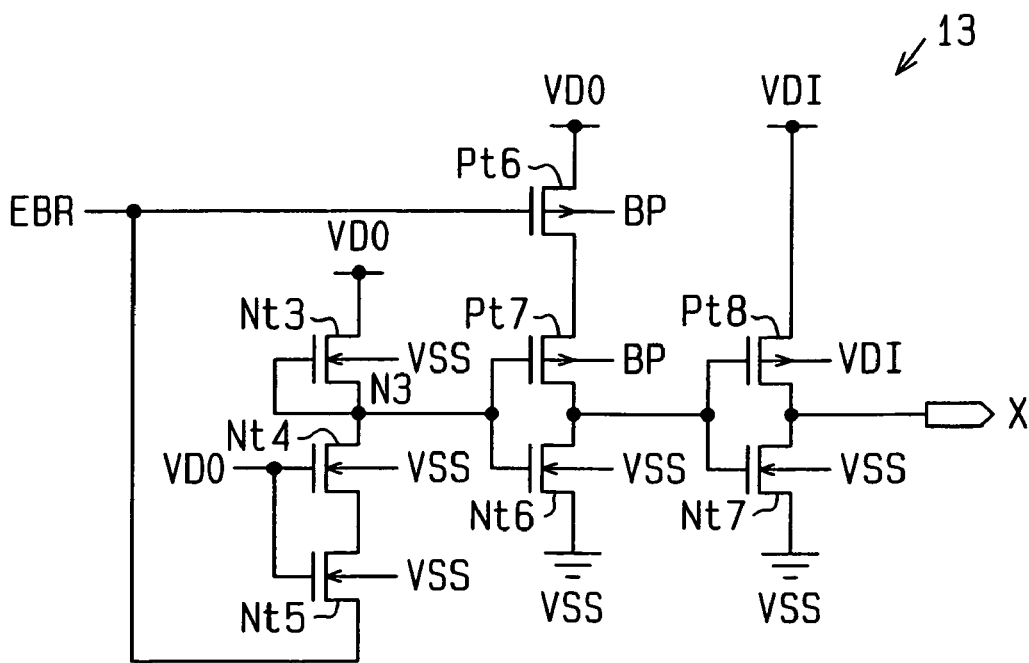 13
VD0
VDI
Pt6
EBR
BP
VD0
Nt3
Pt7
Pt8
VSS
BP
VDI
N3
X
Nt4
VD0
VSS
VSS
VSS
Nt6
Nt7
VSS
Nt5
VSS
VSS